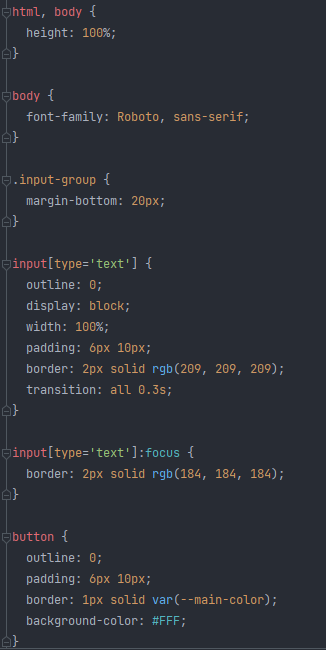 html, body {
height: 100%;
}
body {
font-family: Roboto, sans-serif;
}
.input-group {
margin-bottom: 20px;
}
input[type='text'] {
outline: 0;
display: block;
width: 100%;
padding: 6px 10px;
border: 2px solid rgb(209, 209, 209);
transition: all 0.3s;
}
input[type='text']:focus {
border: 2px solid rgb(184, 184, 184);
}
button {
outline: 0;
padding: 6px 10px;
border: 1px solid var(--main-color);
background-color: #FFF;
}